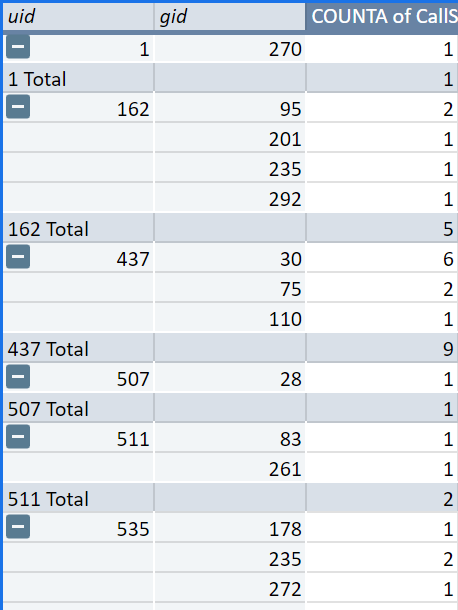 uid gid COUNTA of CallS
1 270 1
1 Total 1
162 95 2
201 1
235 1
292 1
162 Total 5
437 30 6
75 2
110 1
437 Total 9
507 28 1
507 Total 1
511 83 1
261 1
511 Total 2
535 178 1
235 2
272 1